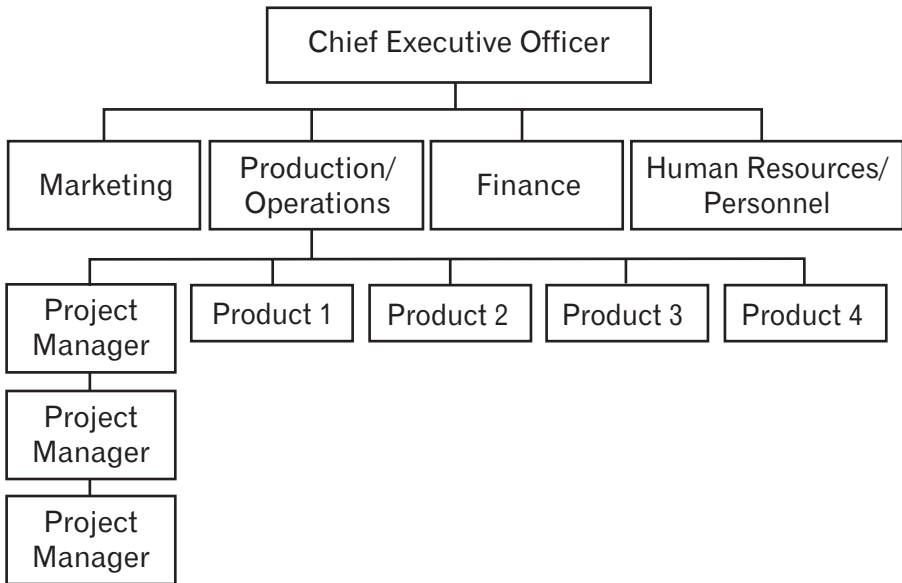 Chief Executive Officer
Marketing
Production/
Operations
Finance
Human Resources/
Personnel
Project
Manager
Product 1
Product 2
Product 3
Product 4
Project
Manager
Project
Manager